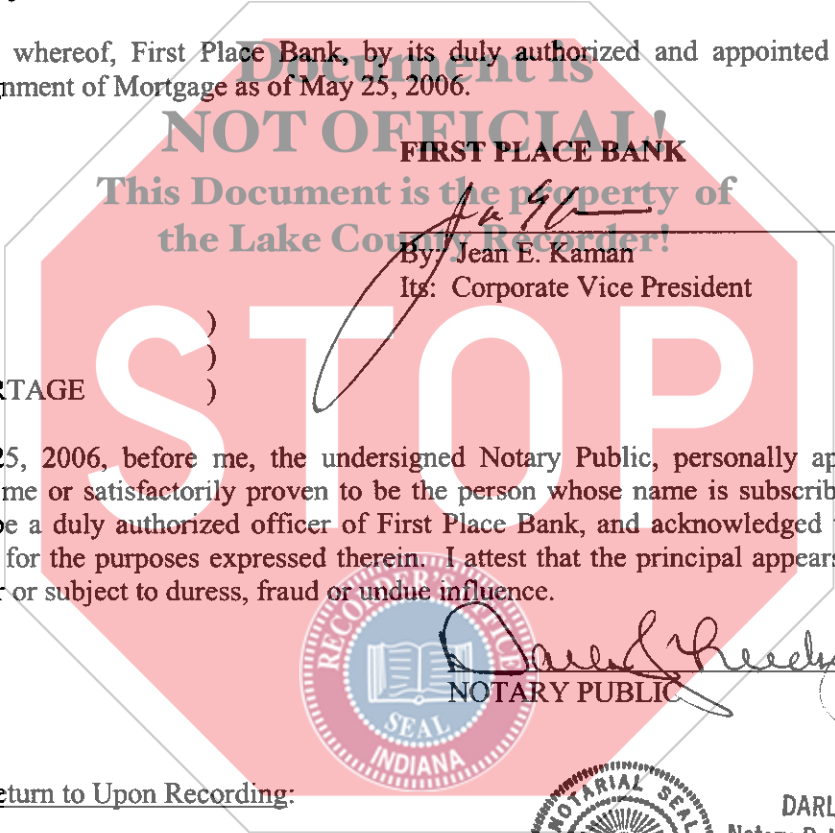 whereof, First Place Bank, by its duly authorized and appointed
nment of Mortgage as of May 25, 2006.
Document is
NOT OFFICIAL!
This Document is the property of
the Lake County Recorder!
FIRST PLACE BANK
By: Jean E. Kaman
Its: Corporate Vice President
)
)
RTAGE )
STOP
25, 2006, before me, the undersigned Notary Public, personally ap
me or satisfactorily proven to be the person whose name is subscrib
be a duly authorized officer of First Place Bank, and acknowledged
for the purposes expressed therein. I attest that the principal appears
r or subject to duress, fraud or undue influence.
NOTARY PUBLIC
RECORDER'S OFFICE
SEAL
INDIANA
eturn to Upon Recording:
NOTARIAL SEAL
DARL